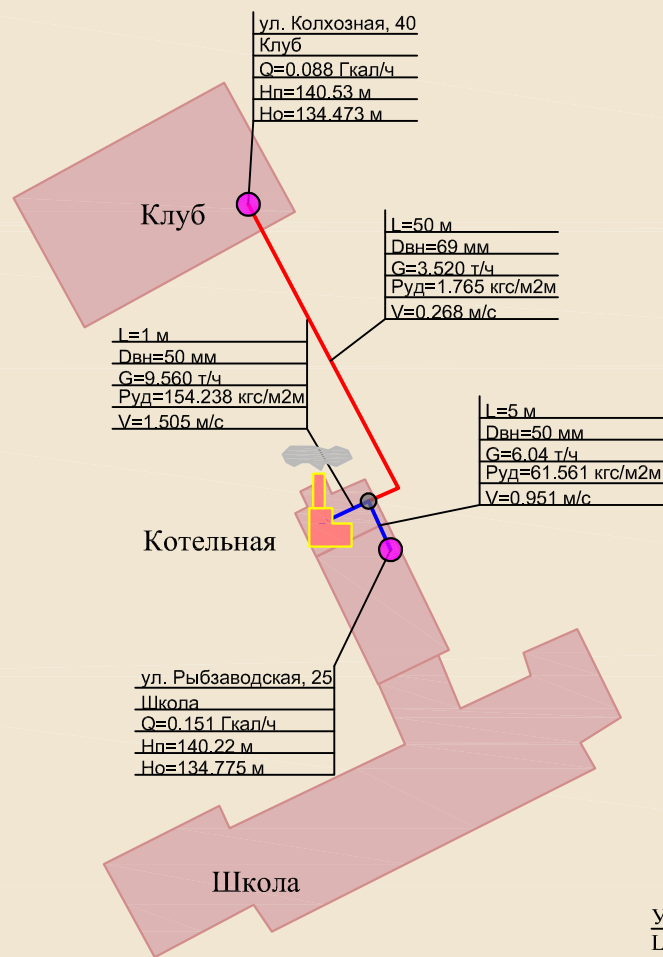 ул. Колхозная, 40
Клуб
Q=0.088 Гкал/ч
Нп=140.53 м
Но=134.473 м
Клуб
L=50 м
Dвн=69 мм
G=3.520 т/ч
Руд=1.765 кгс/м2м
V=0.268 м/с
L=1 м
Dвн=50 мм
G=9.560 т/ч
Руд=154.238 кгс/м2м
V=1.505 м/с
L=5 м
Dвн=50 мм
G=6.04 т/ч
Руд=61.561 кгс/м2м
V=0.951 м/с
Котельная
ул. Рыбзаводская, 25
Школа
Q=0.151 Гкал/ч
Нп=140.22 м
Но=134.775 м
Школа